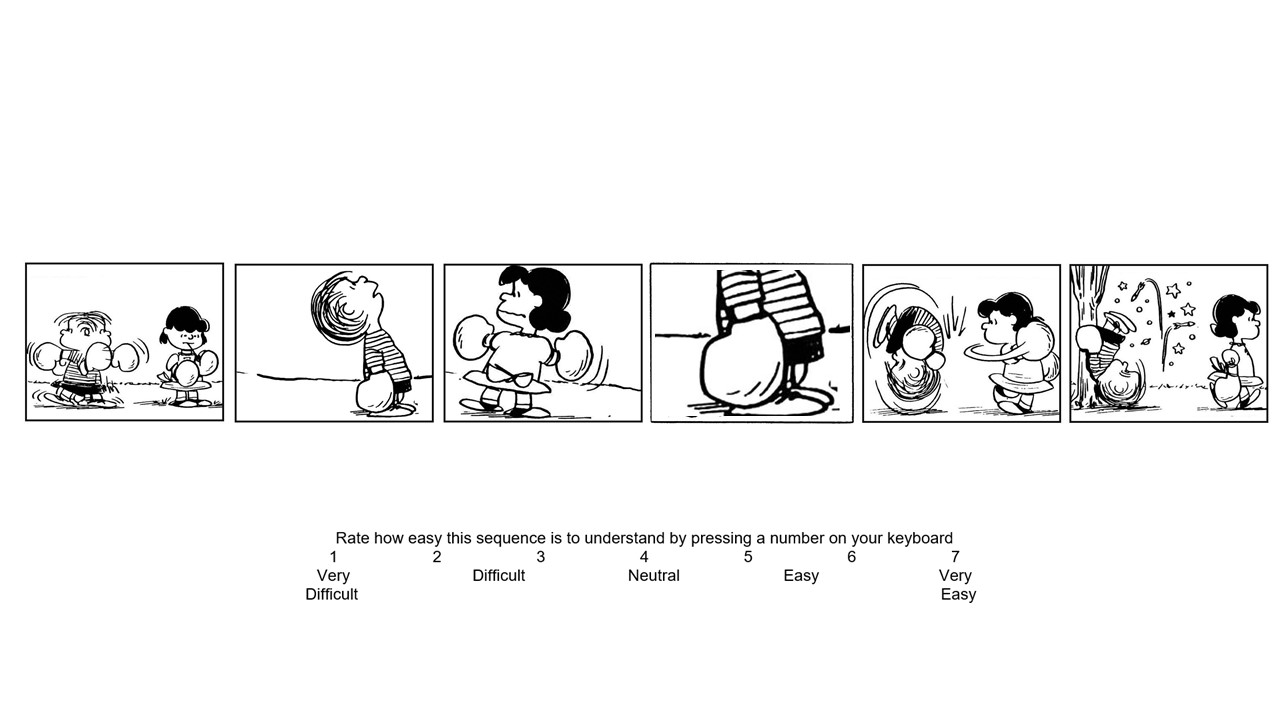 Rate how easy this sequence is to understand by pressing a number on your keyboard
1 2 3 4 5 6 7
Very Difficult Neutral Easy Very
Difficult Easy